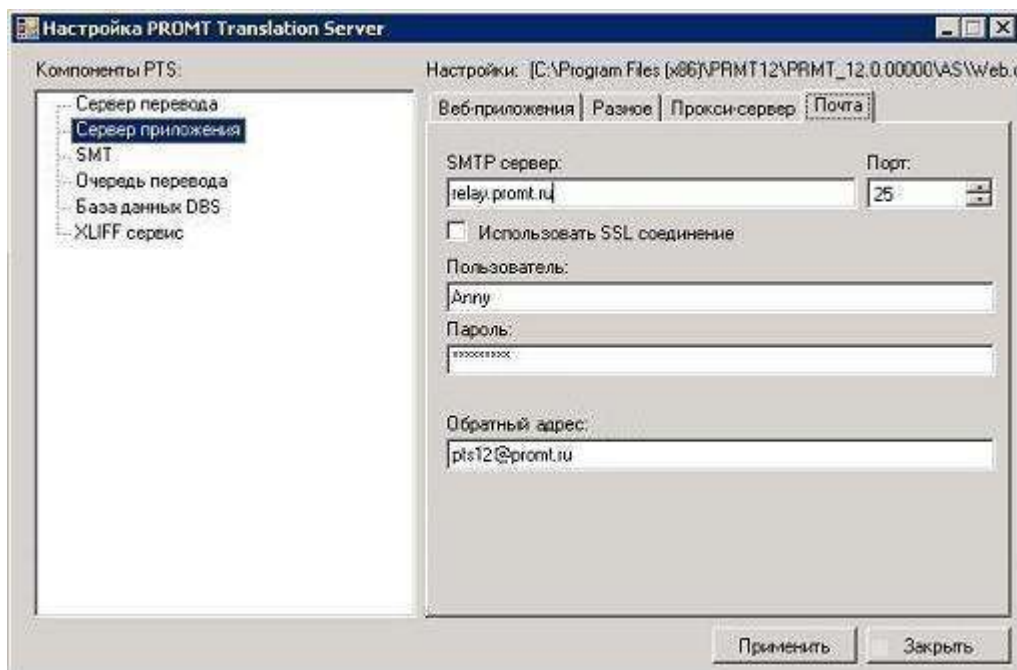 Настройка PROMT Translation Server
Компоненты PTS:
Сервер перевода
Сервер приложения
SMT
Очередь перевода
База данных DBS
XLIFF сервис
Настройки: [C:\Program Files (x86)\PRMT12\PRMT_12.0.00000\AS\Web.c
Веб-приложения Разное Прокси-сервер Почта
SMTP сервер: Порт:
relay.promt.ru 25
Использовать SSL соединение
Пользователь:
Anny
Пароль:
*********
Обратный адрес:
pts12@promt.ru
Применить Закрыть